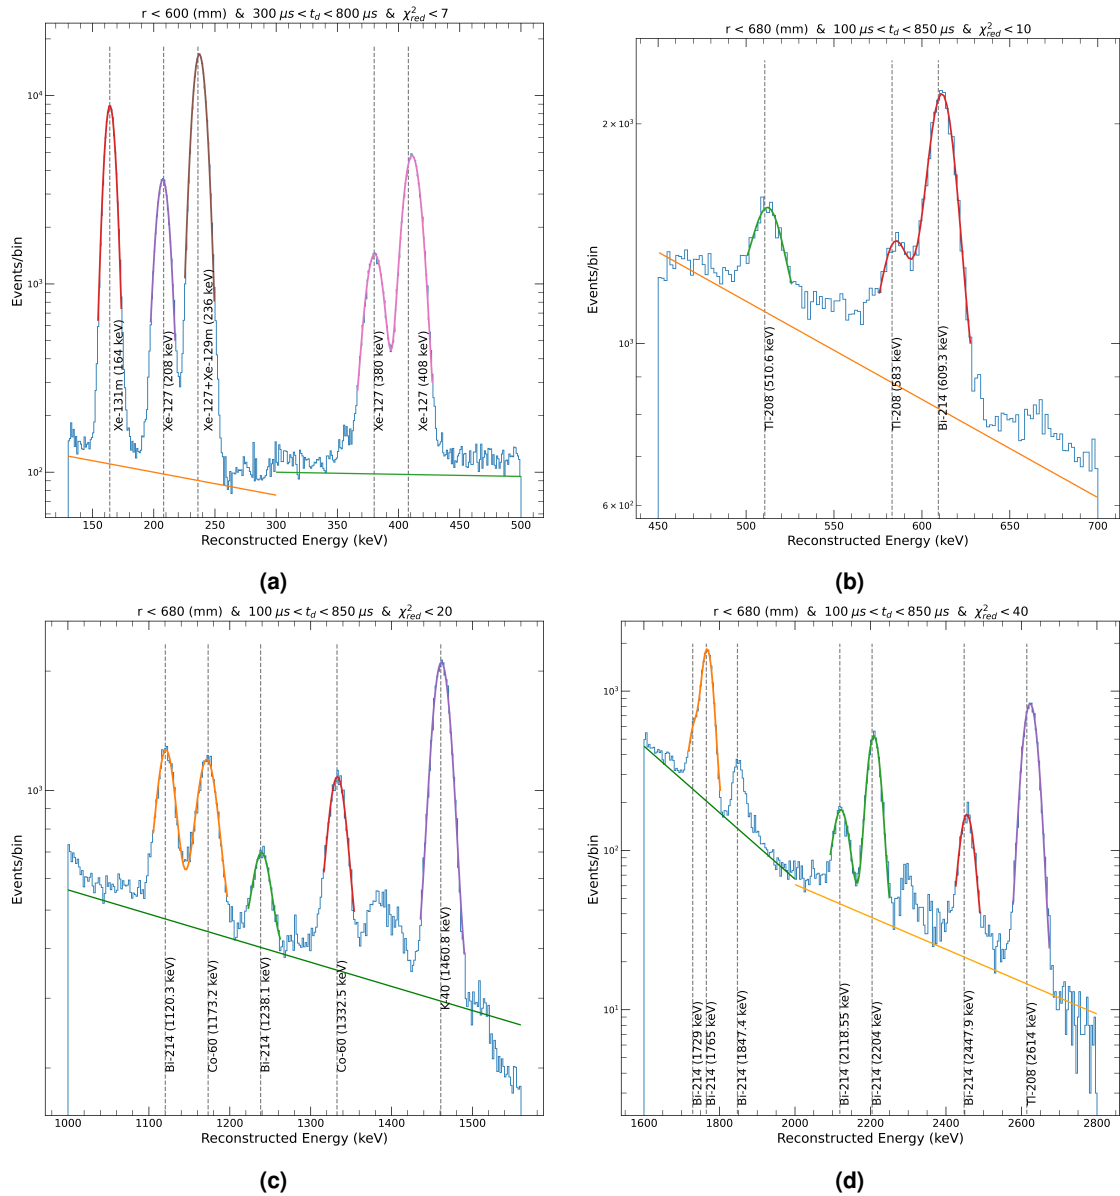 r < 600 (mm) & 300 μs < t_d < 800 μs & χ²_red < 7
Events/bin
10⁴
10³
10²
Xe-131m (164 keV)
Xe-127 (208 keV)
Xe-127+Xe-129m (236 keV)
Xe-127 (380 keV)
Xe-127 (408 keV)
150 200 250 300 350 400 450 500
Reconstructed Energy (keV)
(a)
r < 680 (mm) & 100 μs < t_d < 850 μs & χ²_red < 10
Events/bin
2 × 10³
10³
6 × 10²
Tl-208 (510.6 keV)
Tl-208 (583 keV)
Bi-214 (609.3 keV)
450 500 550 600 650 700
Reconstructed Energy (keV)
(b)
r < 680 (mm) & 100 μs < t_d < 850 μs & χ²_red < 20
Events/bin
10³
Bi-214 (1120.3 keV)
Co-60 (1173.2 keV)
Bi-214 (1238.1 keV)
Co-60 (1332.5 keV)
K-40 (1460.8 keV)
1000 1100 1200 1300 1400 1500
Reconstructed Energy (keV)
(c)
r < 680 (mm) & 100 μs < t_d < 850 μs & χ²_red < 40
Events/bin
10³
10²
10¹
Bi-214 (1729 keV)
Bi-214 (1765 keV)
Bi-214 (1847.4 keV)
Bi-214 (2118.55 keV)
Bi-214 (2204 keV)
Bi-214 (2447.9 keV)
Tl-208 (2614 keV)
1600 1800 2000 2200 2400 2600 2800
Reconstructed Energy (keV)
(d)